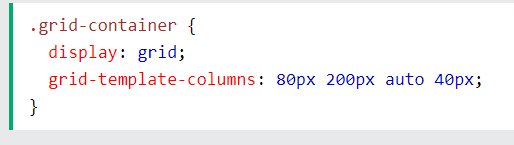 .grid-container {
  display: grid;
  grid-template-columns: 80px 200px auto 40px;
}